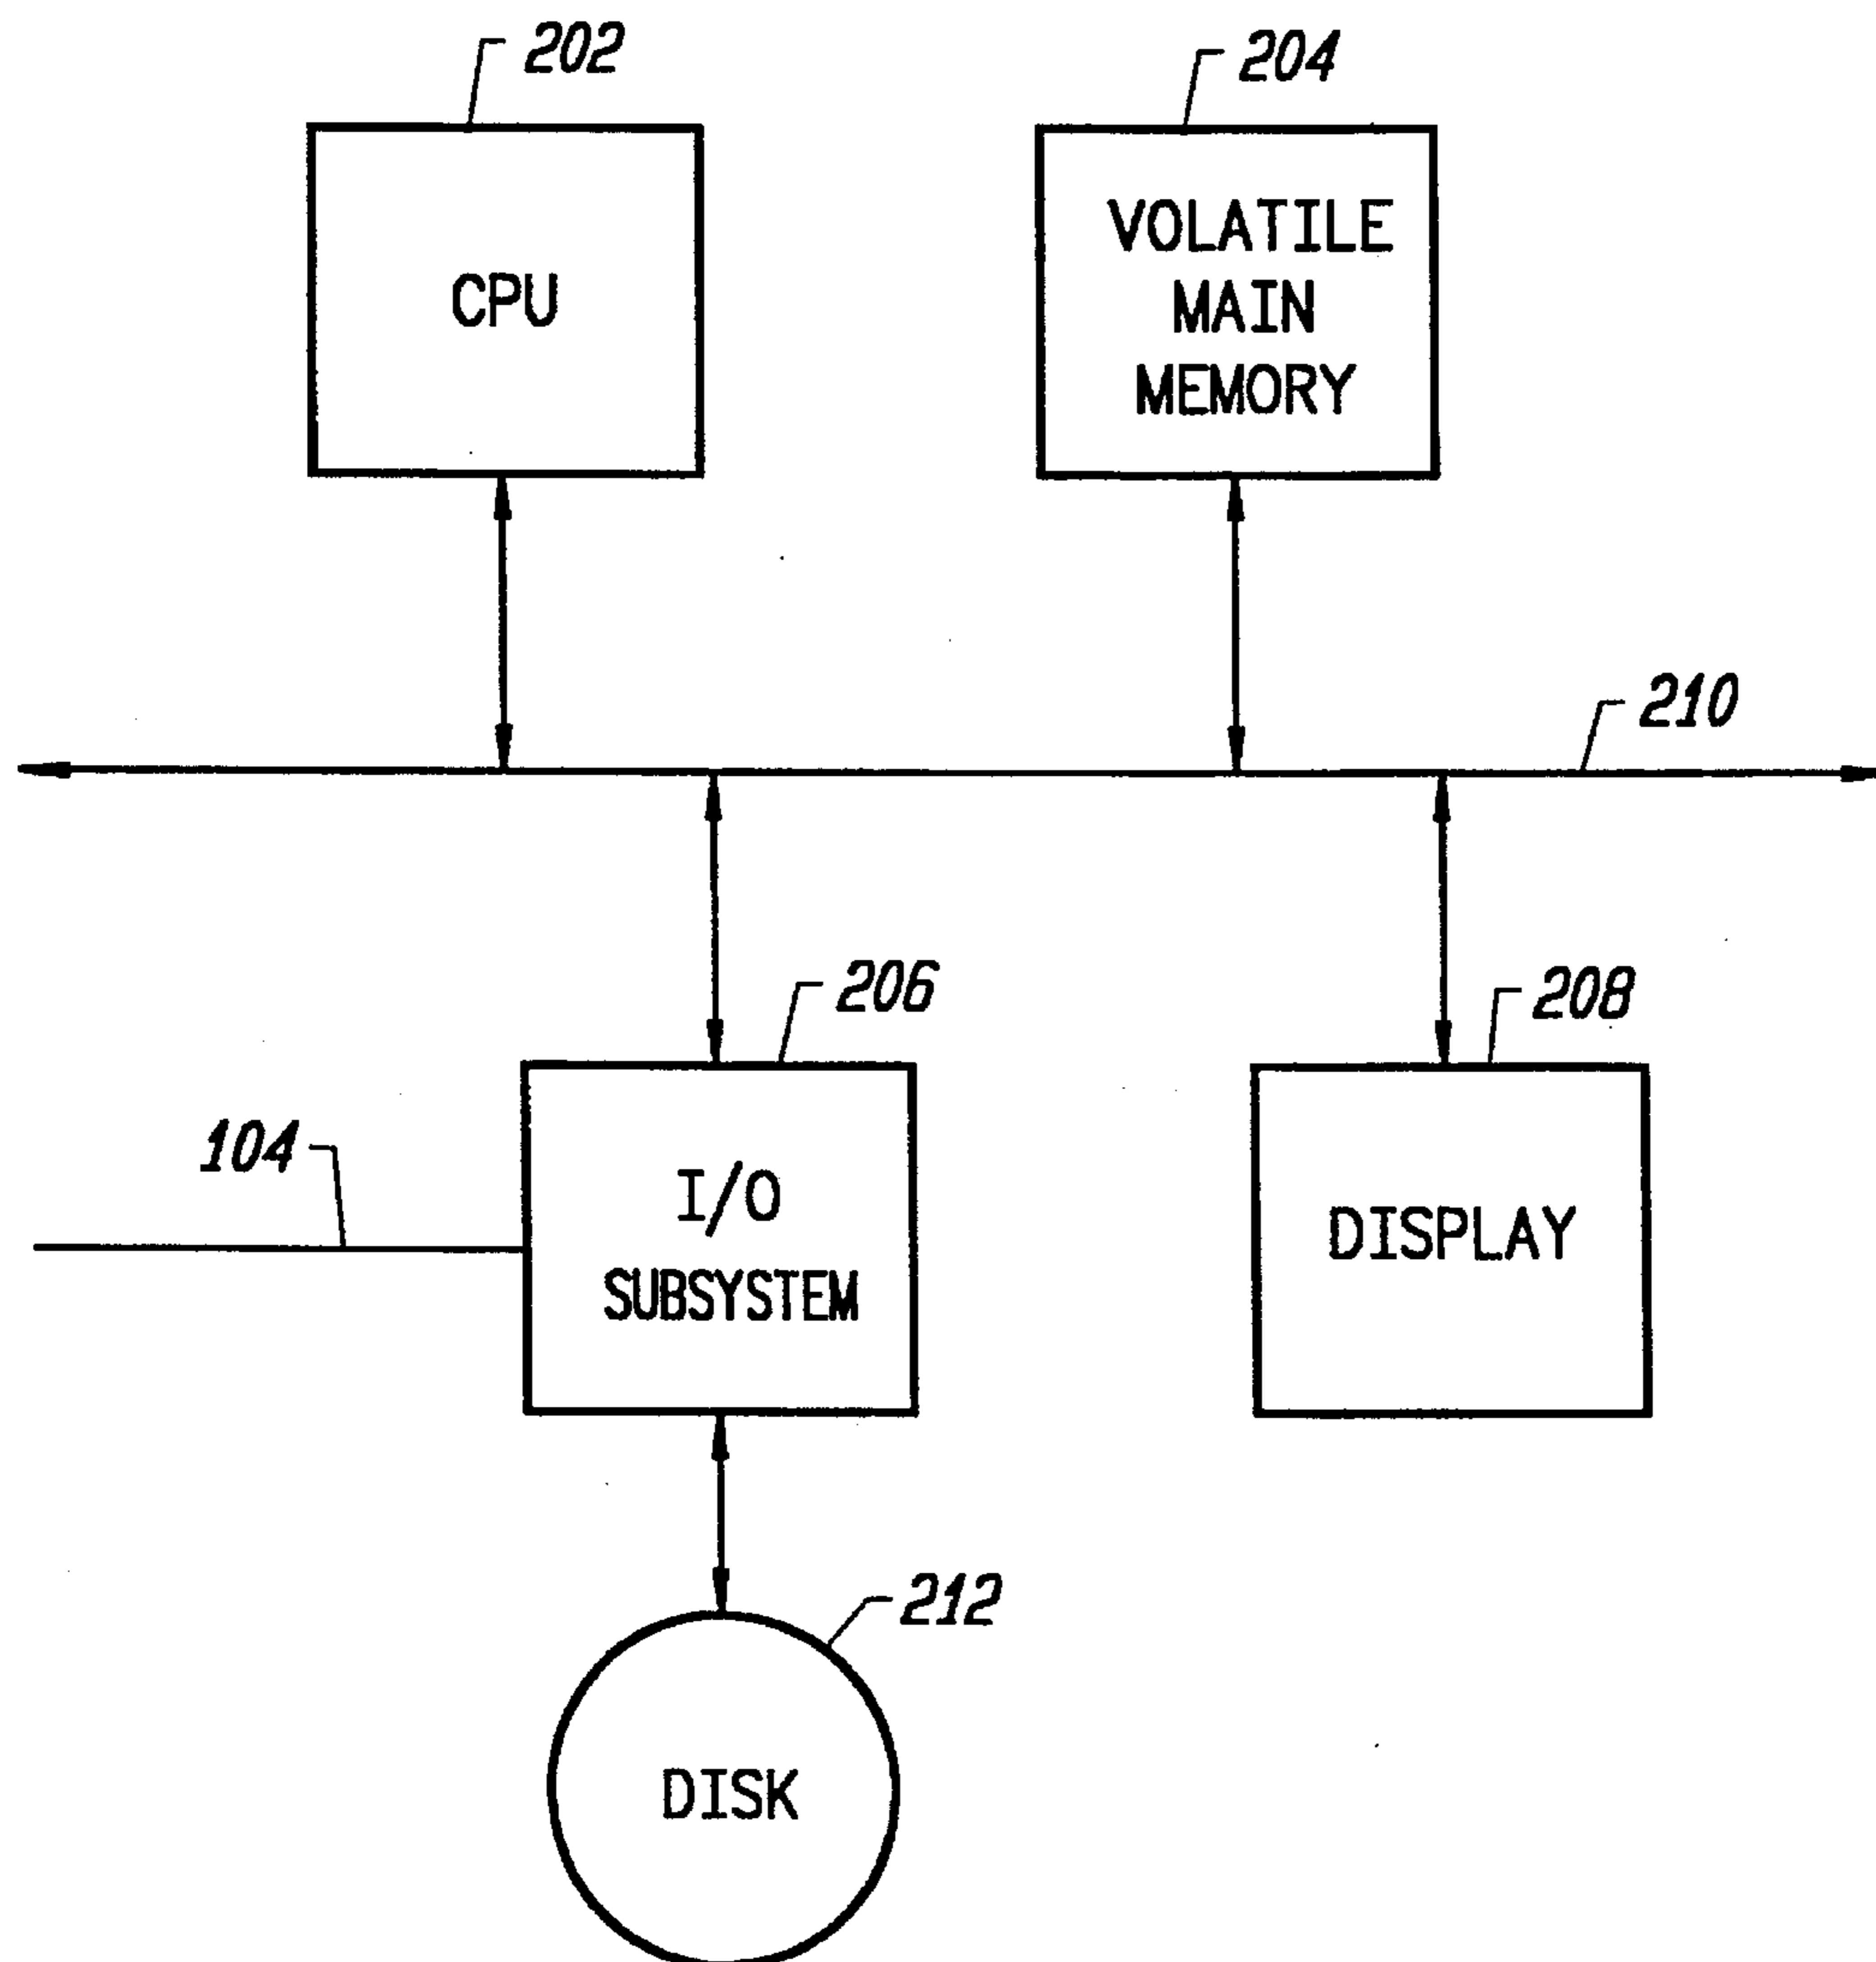 202
204
CPU
VOLATILE
MAIN
MEMORY
210
206
208
104
I/O
SUBSYSTEM
DISPLAY
212
DISK